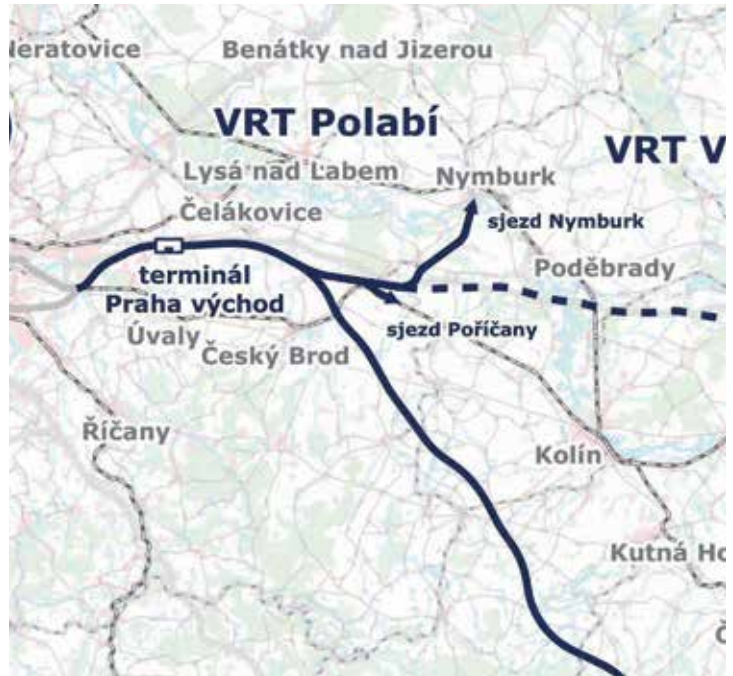 Neratovice
Benátky nad Jizerou
VRT Polabí
VRT V
Lysá nad Labem
Nymburk
Čelákovice
sjezd Nymburk
terminál
Praha východ
Poděbrady
Úvaly
sjezd Poříčany
Český Brod
Říčany
Kolín
Kutná Ho
Č